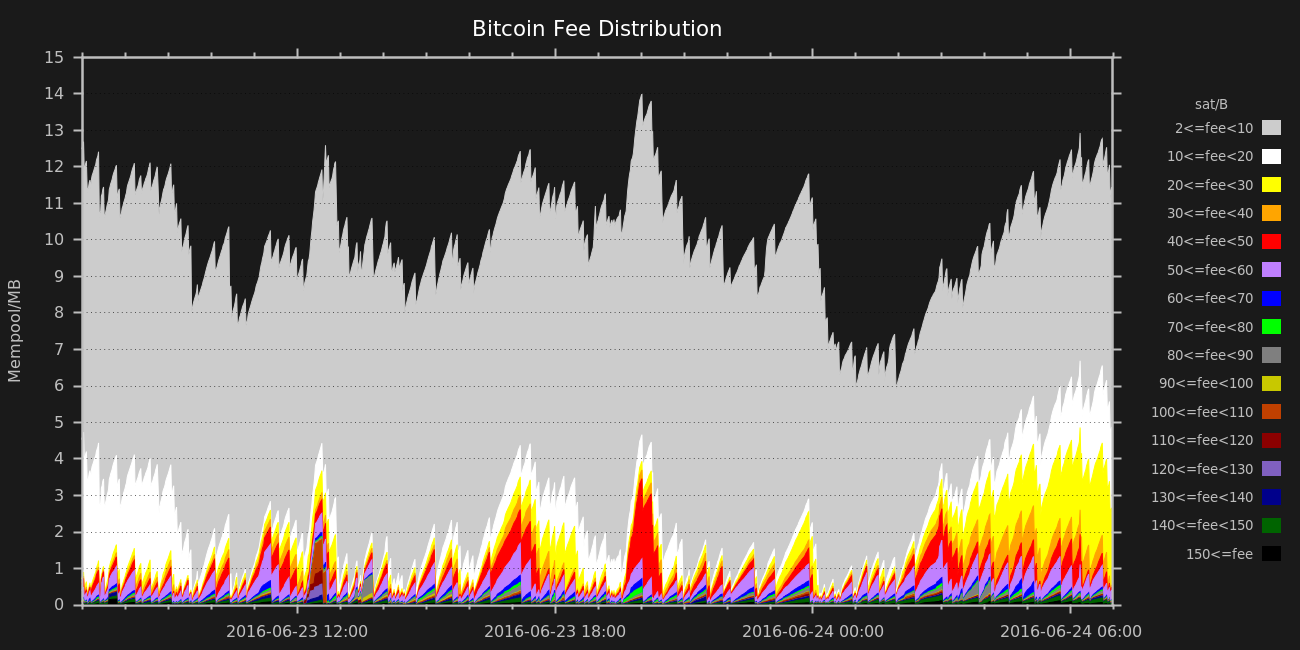 Bitcoin Fee Distribution
Mempool/MB
15
14
13
12
11
10
9
8
7
6
5
4
3
2
1
0
2016-06-23 12:00
2016-06-23 18:00
2016-06-24 00:00
2016-06-24 06:00
sat/B
2<=fee<10
10<=fee<20
20<=fee<30
30<=fee<40
40<=fee<50
50<=fee<60
60<=fee<70
70<=fee<80
80<=fee<90
90<=fee<100
100<=fee<110
110<=fee<120
120<=fee<130
130<=fee<140
140<=fee<150
150<=fee